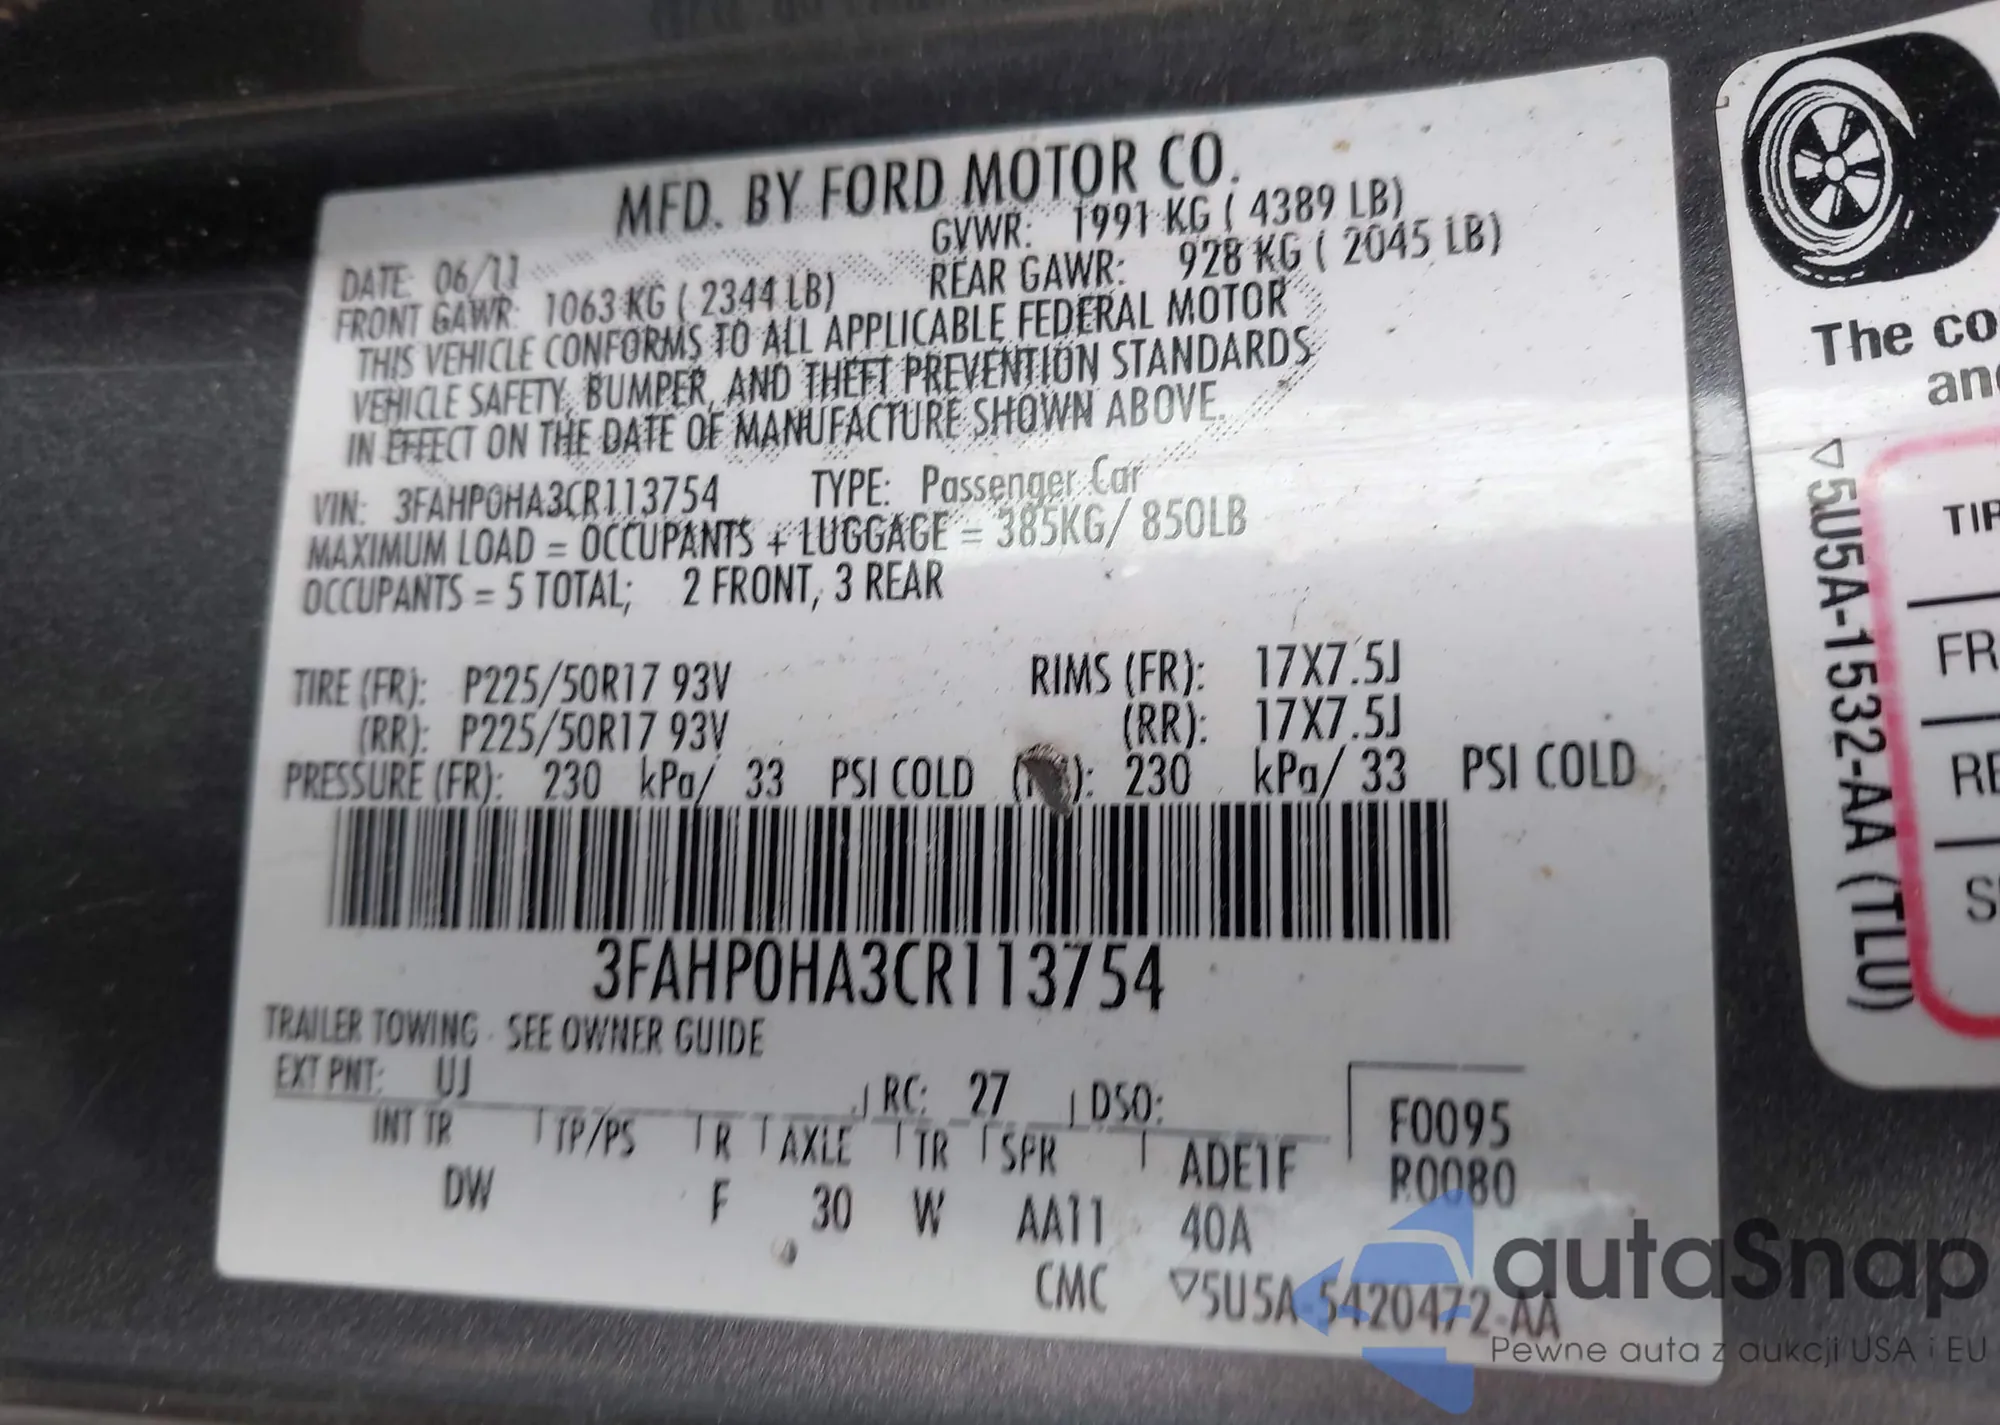 MFD. BY FORD MOTOR CO.
DATE: 06/11 GVWR: 1991 KG ( 4389 LB)
FRONT GAWR: 1063 KG ( 2344 LB) REAR GAWR: 928 KG ( 2045 LB)
THIS VEHICLE CONFORMS TO ALL APPLICABLE FEDERAL MOTOR
VEHICLE SAFETY, BUMPER, AND THEFT PREVENTION STANDARDS
IN EFFECT ON THE DATE OF MANUFACTURE SHOWN ABOVE.
VIN: 3FAHP0HA3CR113754 TYPE: Passenger Car
MAXIMUM LOAD = OCCUPANTS + LUGGAGE = 385KG/ 850LB
OCCUPANTS = 5 TOTAL; 2 FRONT, 3 REAR
TIRE (FR): P225/50R17 93V RIMS (FR): 17X7.5J
(RR): P225/50R17 93V (RR): 17X7.5J
PRESSURE (FR): 230 kPa/ 33 PSI COLD 230 kPa/ 33 PSI COLD
3FAHP0HA3CR113754
TRAILER TOWING - SEE OWNER GUIDE
EXT PNT: UJ RC: 27 DSO: F0095
INT TR TP/PS R AXLE TR SPR ADE1F R0080
DW F 30 W AA11 40A
CMC ▽5U5A-5420472-AA
The co
and
▽5U5A-1532-AA (TLU)
TIR
FR
RE
S
autaSnap
Pewne auta z aukcji USA i EU